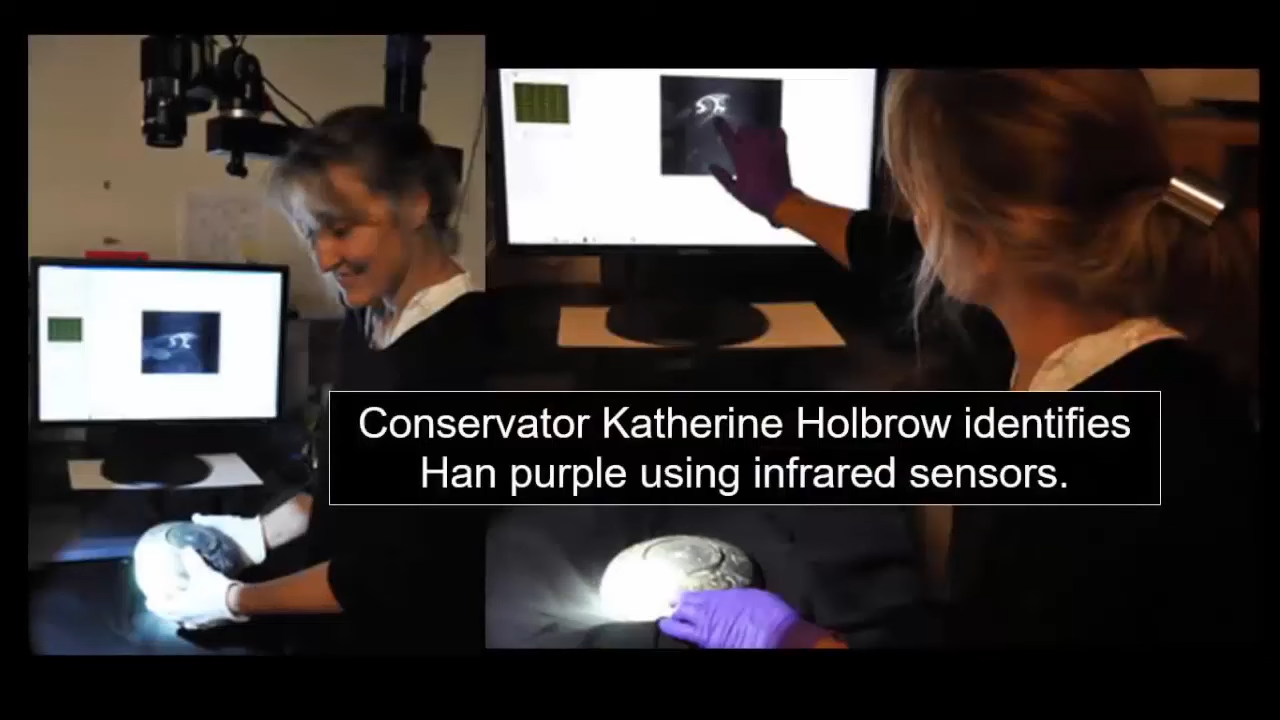 Conservator Katherine Holbrow identifies
Han purple using infrared sensors.